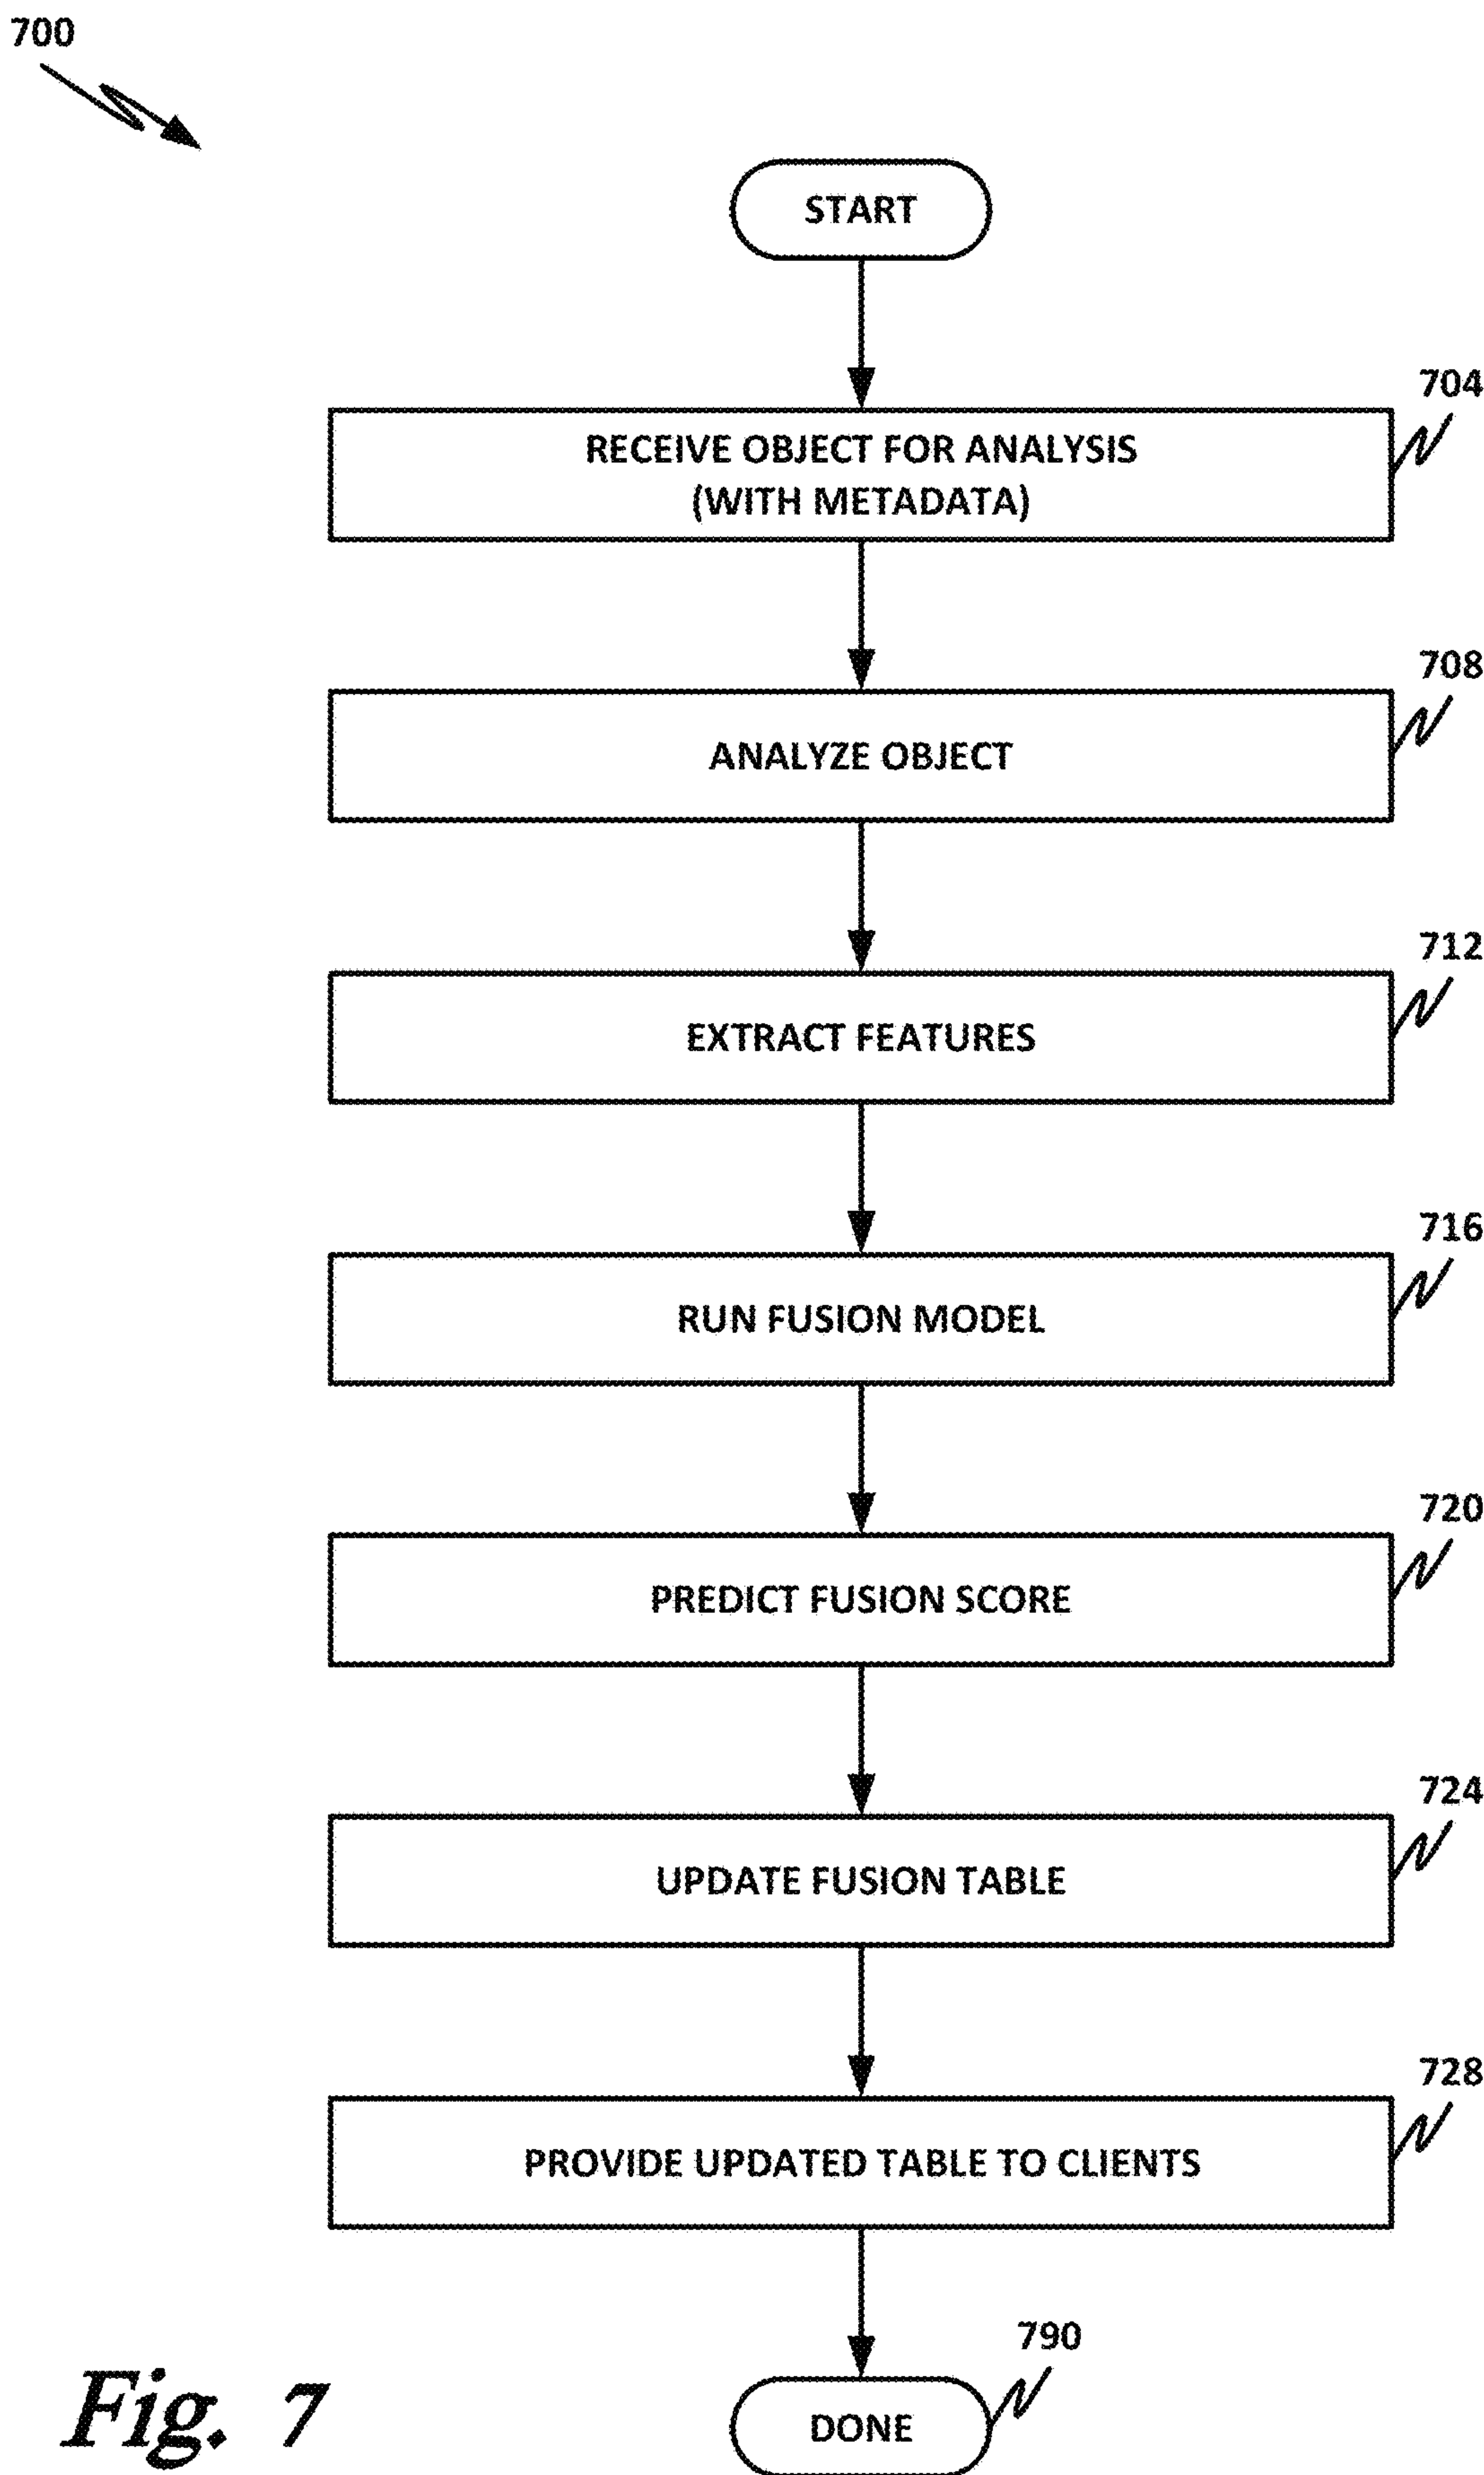 700
START
704
RECEIVE OBJECT FOR ANALYSIS
(WITH METADATA)
708
ANALYZE OBJECT
712
EXTRACT FEATURES
716
RUN FUSION MODEL
720
PREDICT FUSION SCORE
724
UPDATE FUSION TABLE
728
PROVIDE UPDATED TABLE TO CLIENTS
790
DONE
Fig. 7